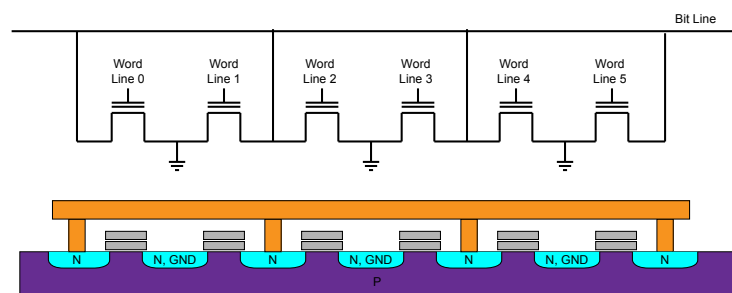 Bit Line
Word
Line 0
Word
Line 1
Word
Line 2
Word
Line 3
Word
Line 4
Word
Line 5
N
N, GND
N
N, GND
N
N, GND
N
P